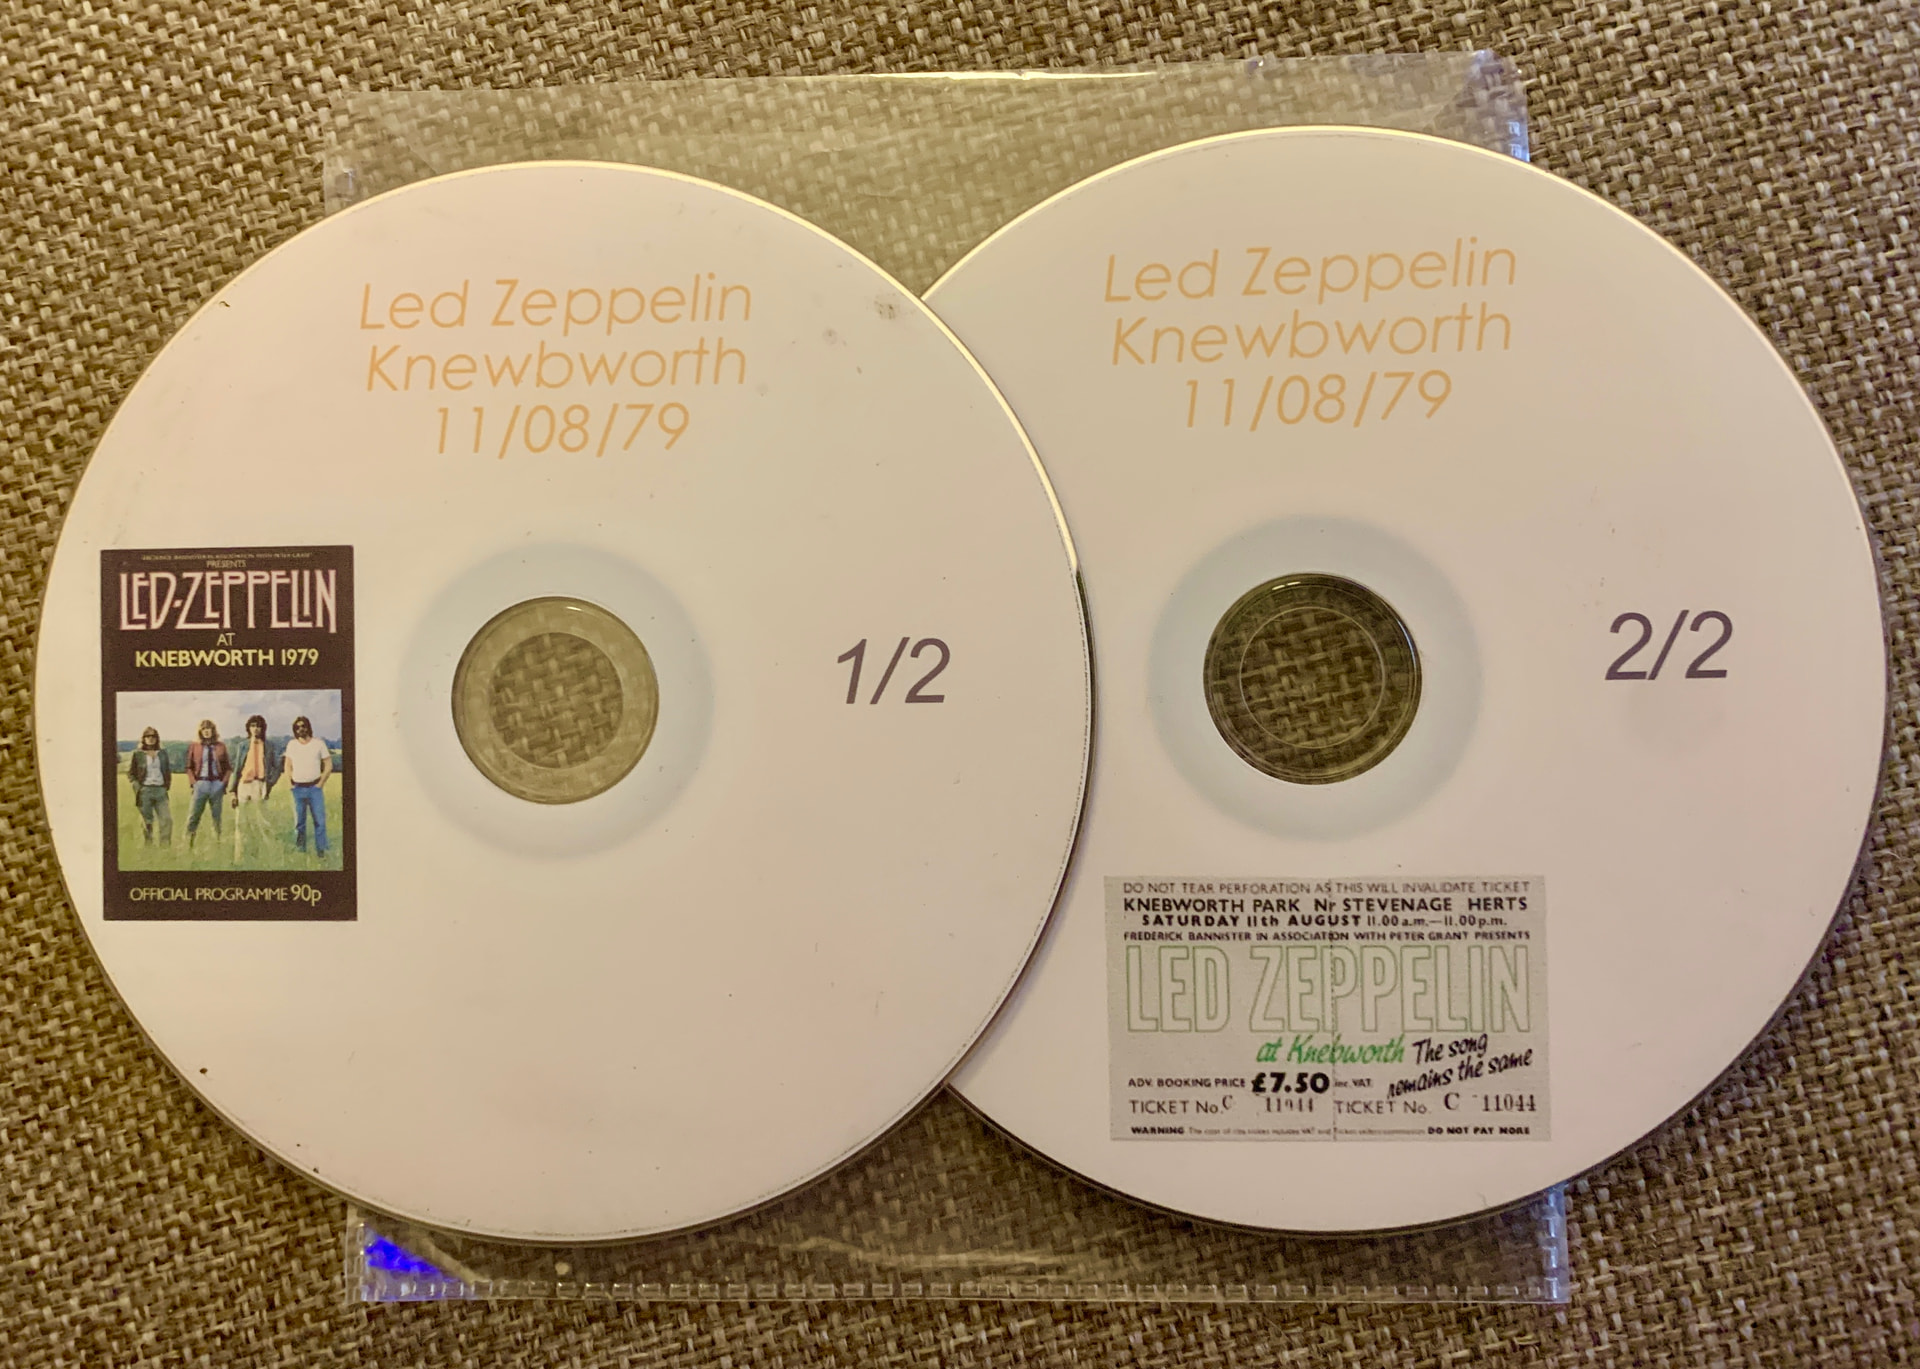 Led Zeppelin
Knewbworth
11/08/79
PRESENTS
LED-ZEPPELIN
AT
KNEBWORTH 1979
OFFICIAL PROGRAMME 90p
1/2
Led Zeppelin
Knewbworth
11/08/79
2/2
DO NOT TEAR PERFORATION AS THIS WILL INVALIDATE TICKET
KNEBWORTH PARK Nr STEVENAGE HERTS
SATURDAY 11th AUGUST 11.00 a.m.—11.00 p.m.
FREDERICK BANNISTER IN ASSOCIATION WITH PETER GRANT PRESENTS
LED ZEPPELIN
at Knebworth The song
remains the same
ADV. BOOKING PRICE £7.50 inc. VAT
TICKET No. C 11044 TICKET No. C 11044
WARNING DO NOT PAY MORE